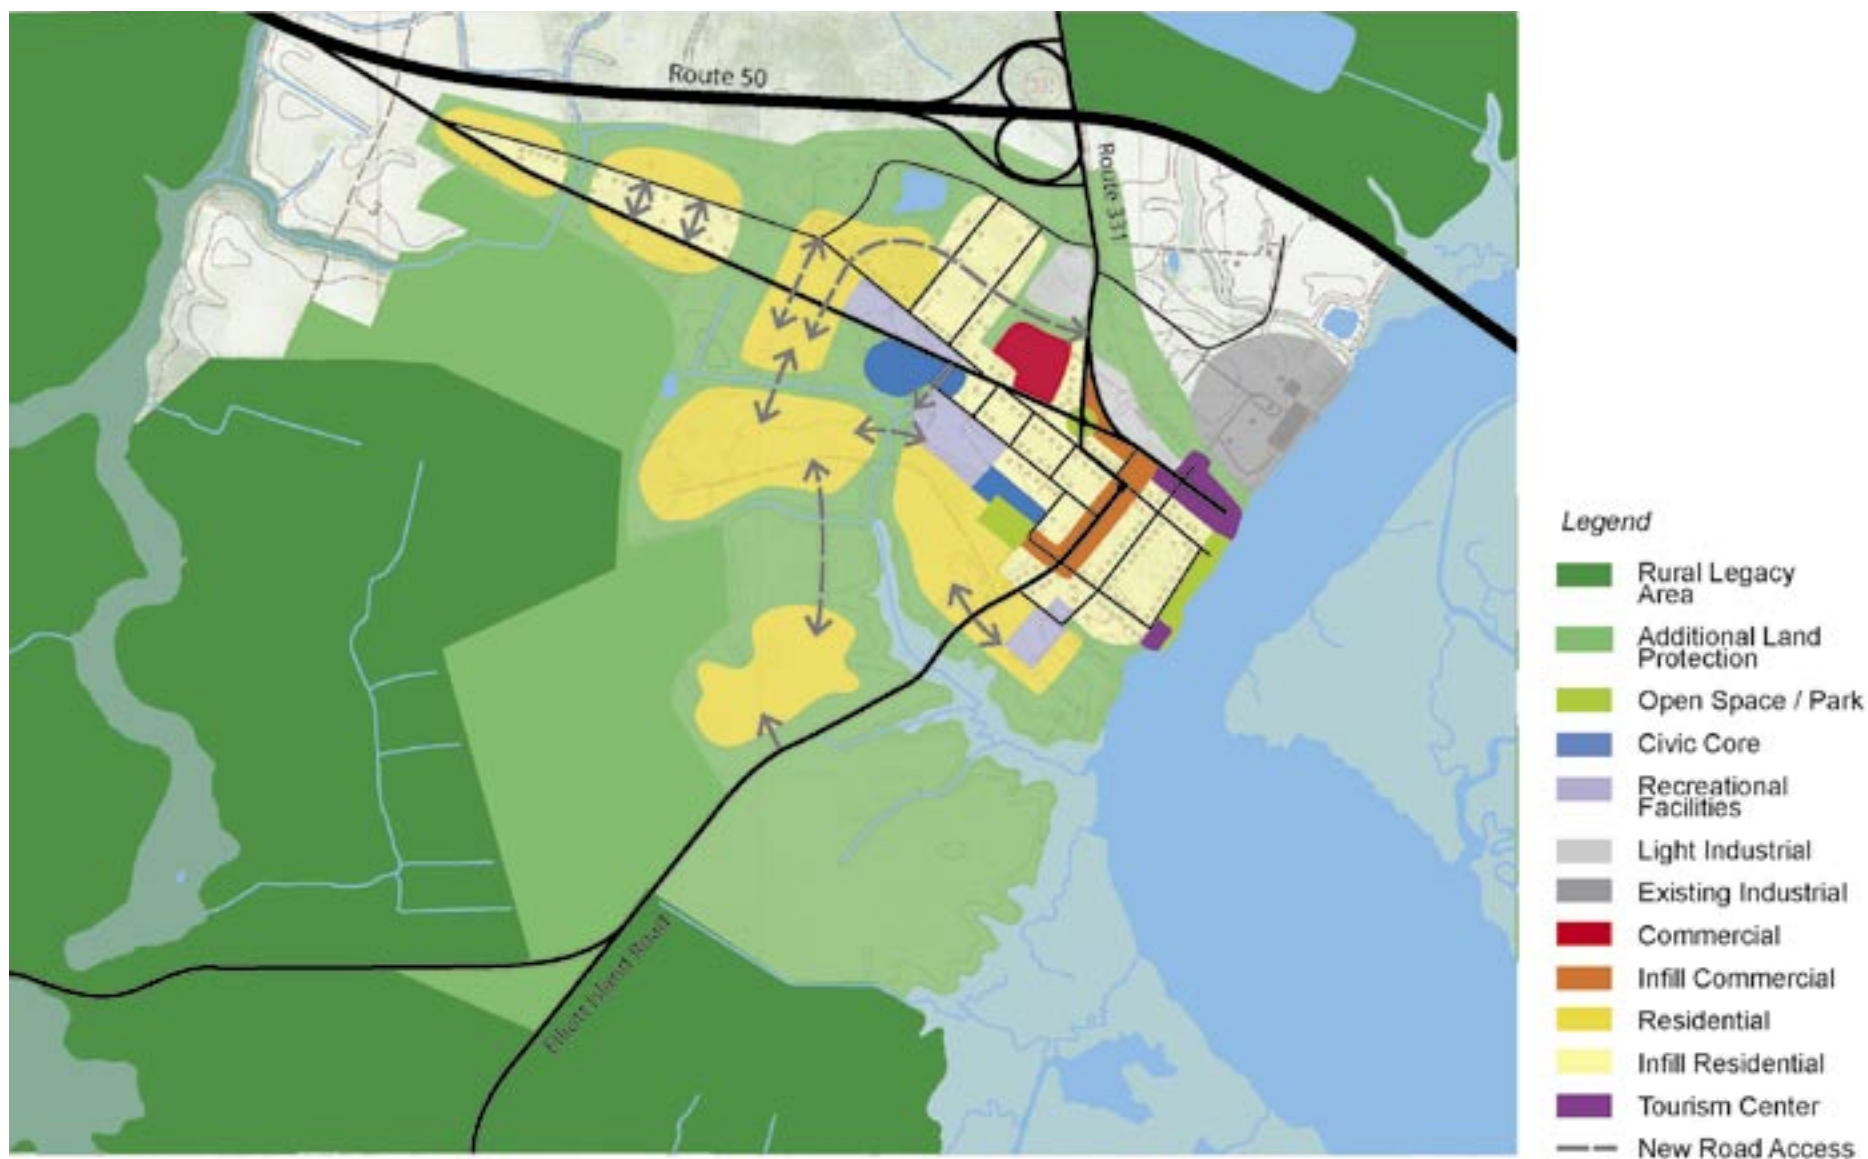 Route 50
331
Route 331
Elliott Island Road
Legend
Rural Legacy
Area
Additional Land
Protection
Open Space / Park
Civic Core
Recreational
Facilities
Light Industrial
Existing Industrial
Commercial
Infill Commercial
Residential
Infill Residential
Tourism Center
New Road Access